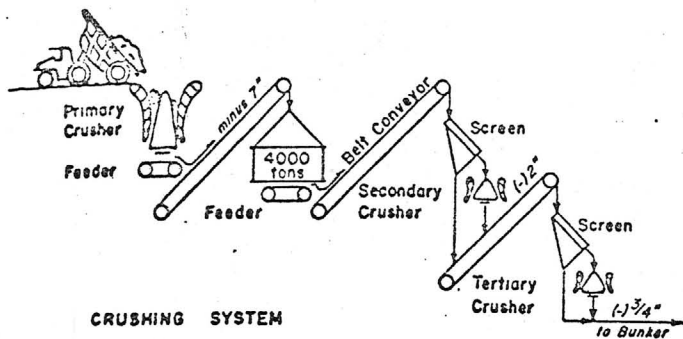 Primary
Crusher
Feeder
minus 7"
4000
tons
Feeder
Belt Conveyor
Secondary
Crusher
Screen
(-)2"
Tertiary
Crusher
Screen
(-)3/4"
to Bunker
CRUSHING SYSTEM